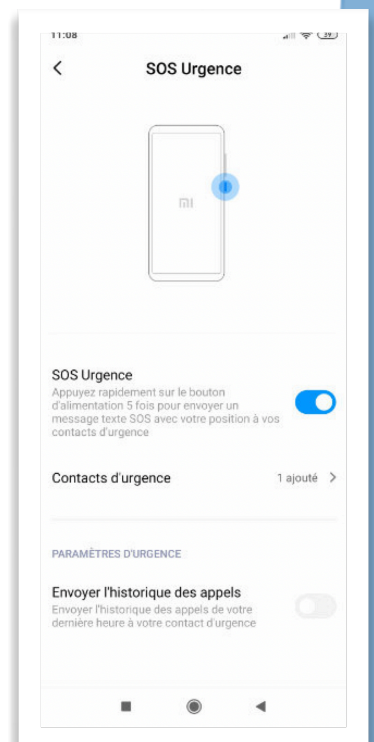 11:08
39
SOS Urgence
mi
SOS Urgence
Appuyez rapidement sur le bouton
d'alimentation 5 fois pour envoyer un
message texte SOS avec votre position à vos
contacts d'urgence
Contacts d'urgence
1 ajouté
PARAMÈTRES D'URGENCE
Envoyer l'historique des appels
Envoyer l'historique des appels de votre
dernière heure à votre contact d'urgence